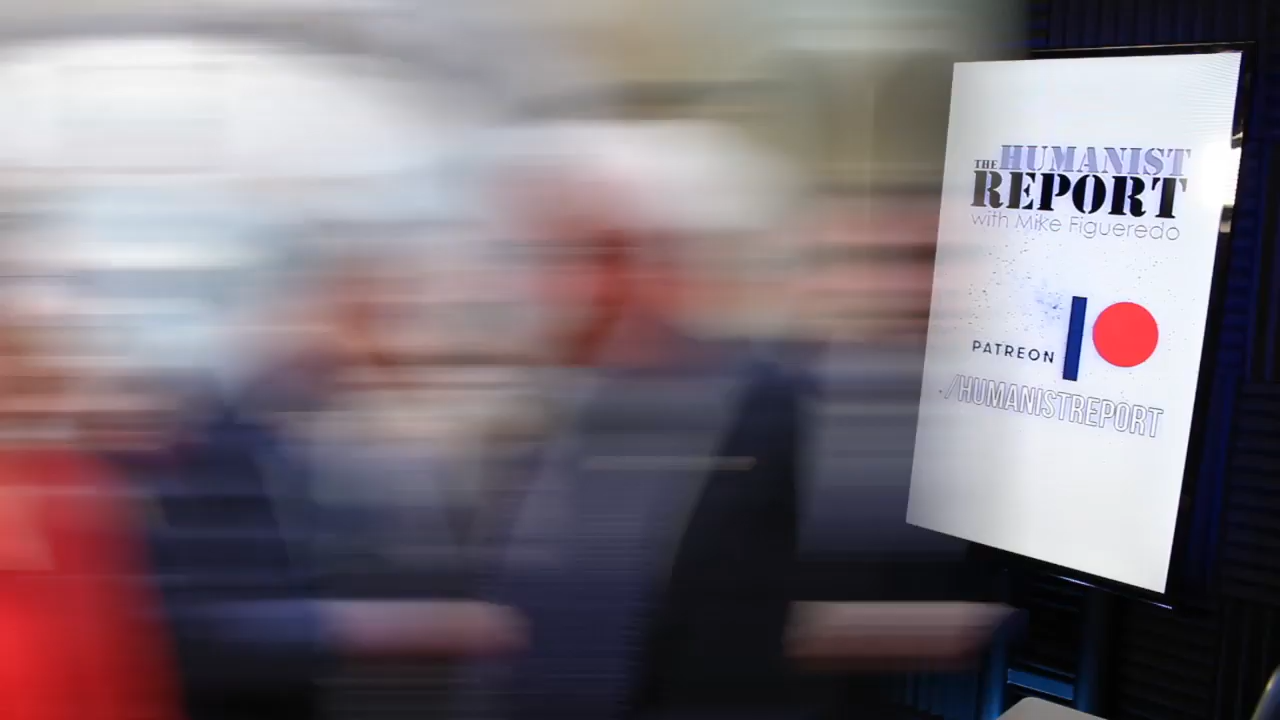 THE HUMANIST
REPORT
with Mike Figueredo
PATREON
/HUMANISTREPORT